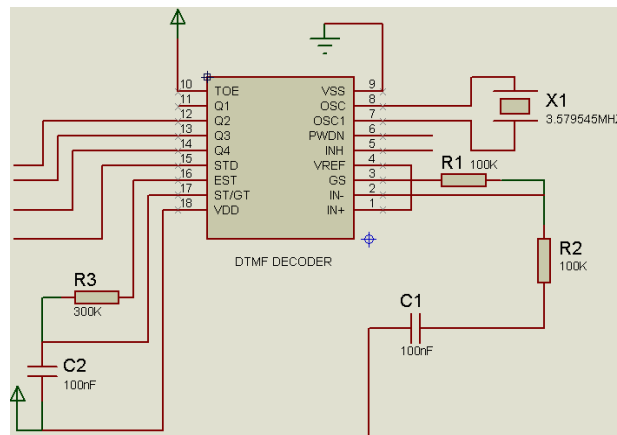 10 TOE VSS 9
11 Q1 OSC 8
12 Q2 OSC1 7
13 Q3 PWDN 6
14 Q4 INH 5
15 STD VREF 4
16 EST GS 3
17 ST/GT IN- 2
18 VDD IN+ 1
DTMF DECODER
X1
3.579545MHZ
R1 100K
R2
100K
R3
300K
C1
100nF
C2
100nF